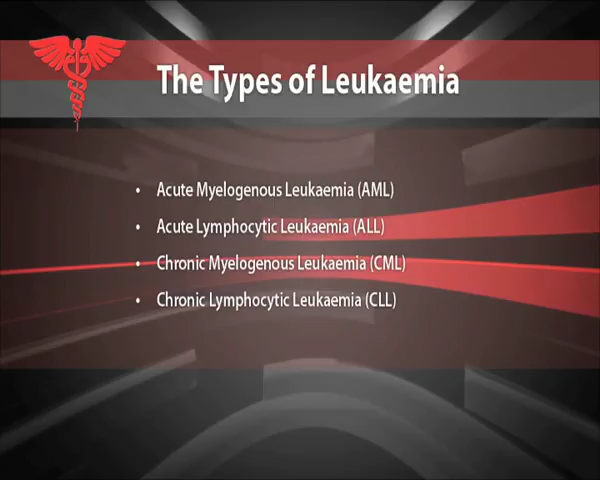 The Types of Leukaemia
• Acute Myelogenous Leukaemia (AML)
• Acute Lymphocytic Leukaemia (ALL)
• Chronic Myelogenous Leukaemia (CML)
• Chronic Lymphocytic Leukaemia (CLL)